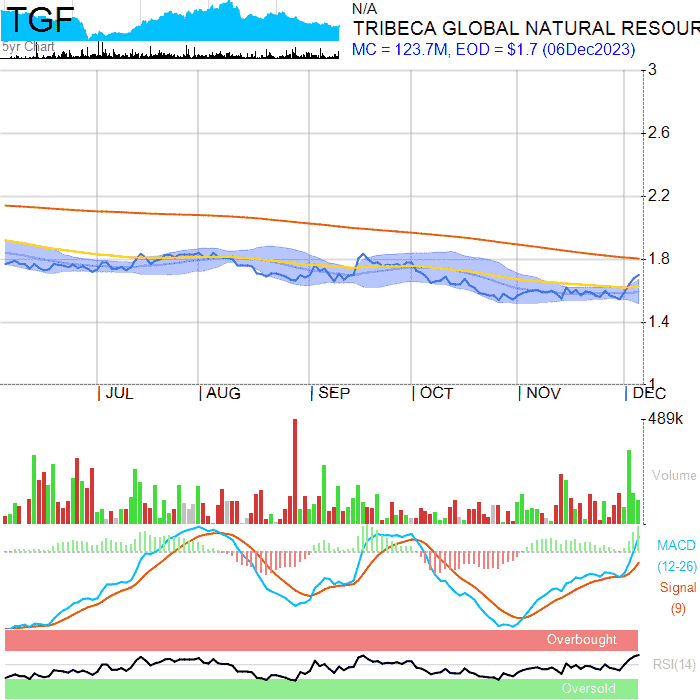 TGF
5yr Chart
N/A
TRIBECA GLOBAL NATURAL RESOUR
MC = 123.7M, EOD = $1.7 (06Dec2023)
3
2.6
2.2
1.8
1.4
1
JUL AUG SEP OCT NOV DEC
489k
Volume
MACD
(12-26)
Signal
(9)
Overbought
RSI(14)
Oversold